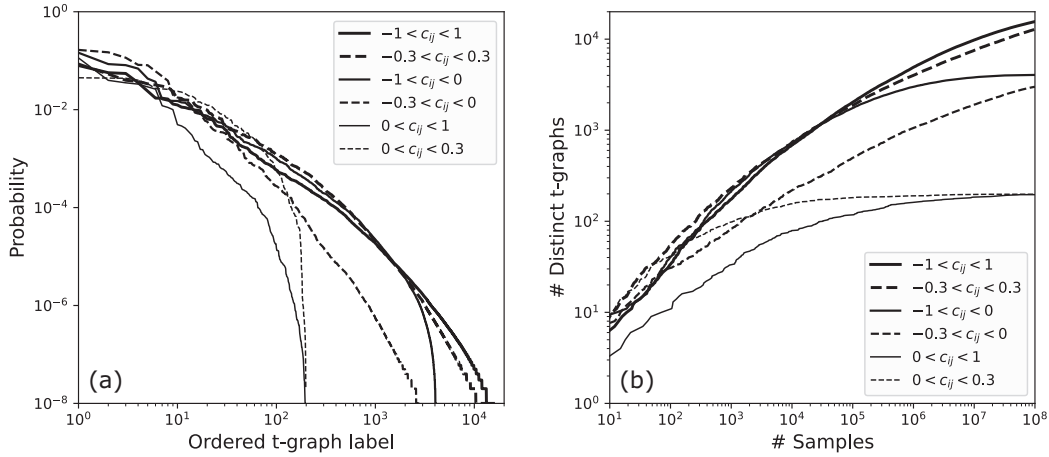 10^0
10^-2
10^-4
10^-6
10^-8
Probability
−1 < c_ij < 1
−0.3 < c_ij < 0.3
−1 < c_ij < 0
−0.3 < c_ij < 0
0 < c_ij < 1
0 < c_ij < 0.3
(a)
10^0 10^1 10^2 10^3 10^4
Ordered t-graph label
10^4
10^3
10^2
10^1
10^0
# Distinct t-graphs
−1 < c_ij < 1
−0.3 < c_ij < 0.3
−1 < c_ij < 0
−0.3 < c_ij < 0
0 < c_ij < 1
0 < c_ij < 0.3
(b)
10^1 10^2 10^3 10^4 10^5 10^6 10^7 10^8
# Samples